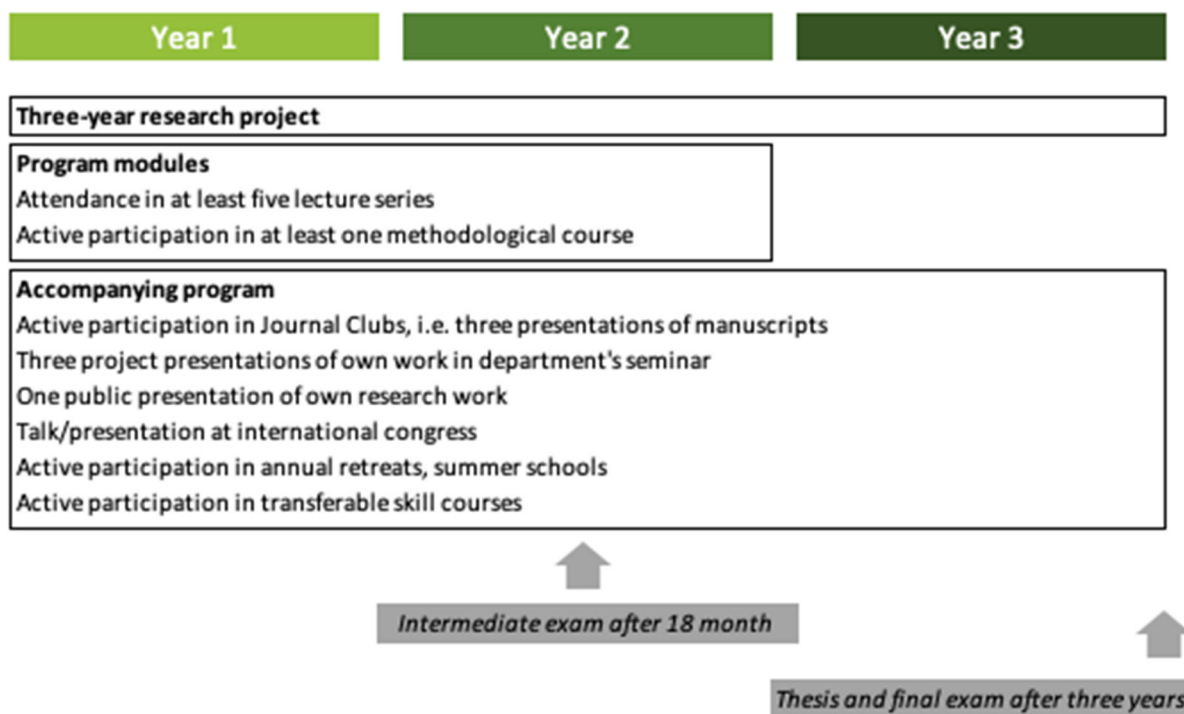 Year 1
Year 2
Year 3
Three-year research project
Program modules
Attendance in at least five lecture series
Active participation in at least one methodological course
Accompanying program
Active participation in Journal Clubs, i.e. three presentations of manuscripts
Three project presentations of own work in department's seminar
One public presentation of own research work
Talk/presentation at international congress
Active participation in annual retreats, summer schools
Active participation in transferable skill courses
Intermediate exam after 18 month
Thesis and final exam after three years